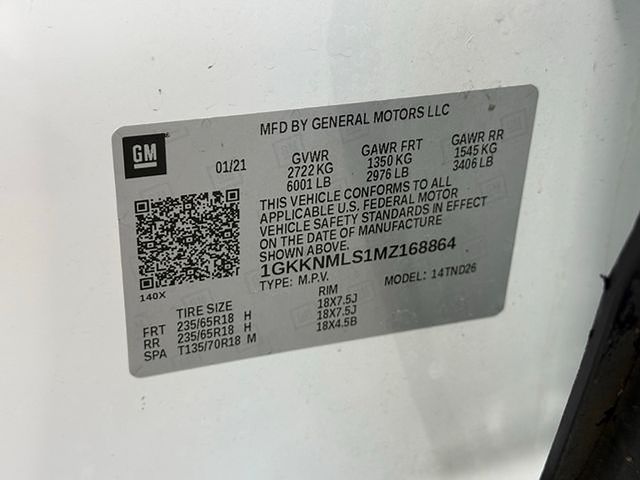 MFD BY GENERAL MOTORS LLC
GM
01/21
GVWR GAWR FRT GAWR RR
2722 KG 1350 KG 1545 KG
6001 LB 2976 LB 3406 LB
THIS VEHICLE CONFORMS TO ALL
APPLICABLE U.S. FEDERAL MOTOR
VEHICLE SAFETY STANDARDS IN EFFECT
ON THE DATE OF MANUFACTURE
SHOWN ABOVE.
1GKKNMLS1MZ168864
TYPE: M.P.V. MODEL: 14TND26
140X
TIRE SIZE RIM
FRT 235/65R18 H 18X7.5J
RR 235/65R18 H 18X7.5J
SPA T135/70R18 M 18X4.5B